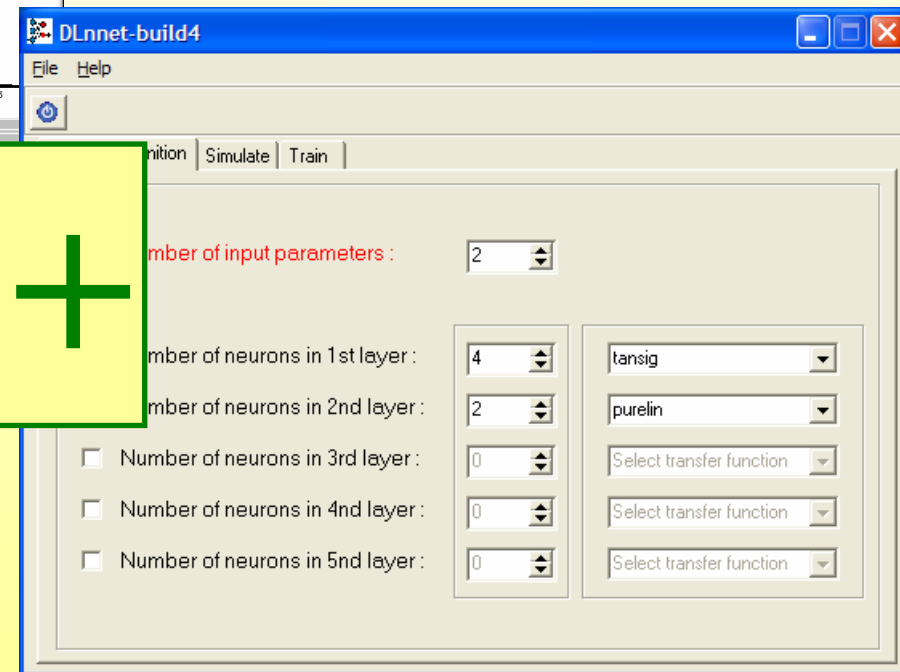 DLnnet-build4
File Help
nition Simulate Train
mber of input parameters : 2
mber of neurons in 1st layer : 4 tansig
mber of neurons in 2nd layer : 2 purelin
Number of neurons in 3rd layer : 0 Select transfer function
Number of neurons in 4nd layer : 0 Select transfer function
Number of neurons in 5nd layer : 0 Select transfer function